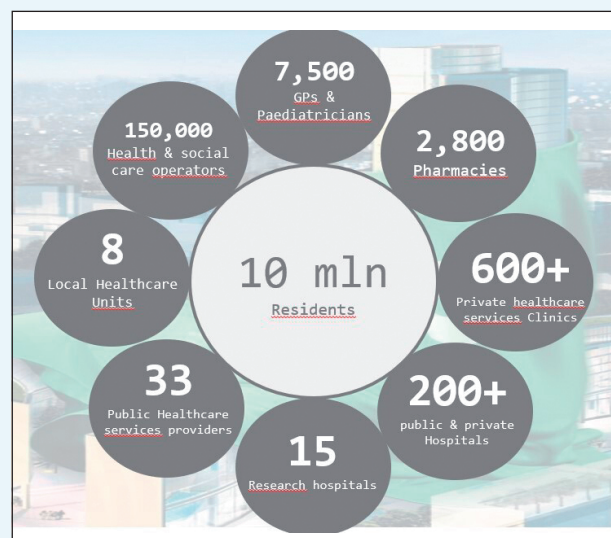 7,500
GPs &
Paediatricians
2,800
Pharmacies
600+
Private healthcare
services Clinics
200+
public & private
Hospitals
15
Research hospitals
33
Public Healthcare
services providers
8
Local Healthcare
Units
150,000
Health & social
care operators
10 mln
Residents